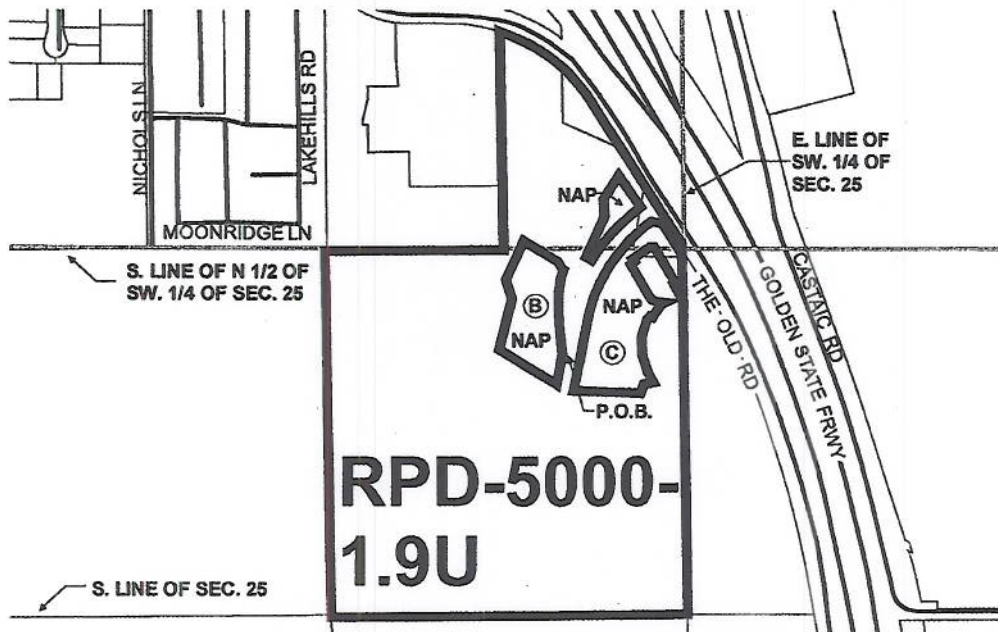 NICHOLS LN
LAKEHILLS RD
MOONRIDGE LN
E. LINE OF
SW. 1/4 OF
SEC. 25
NAP
S. LINE OF N 1/2 OF
SW. 1/4 OF SEC. 25
B
NAP
NAP
C
P.O.B.
THE OLD RD
GOLDEN STATE FRWY
CASTAIC RD
RPD-5000-
1.9U
S. LINE OF SEC. 25